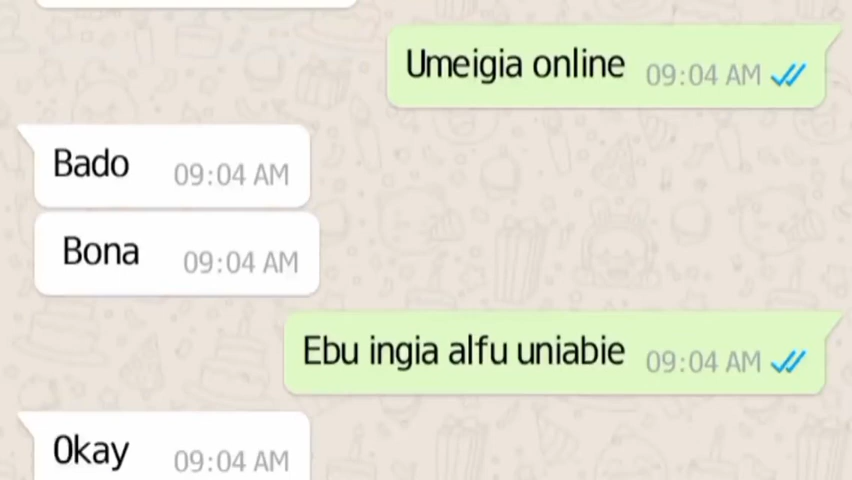 Umeigia online 09:04 AM
Bado 09:04 AM
Bona 09:04 AM
Ebu ingia alfu uniabie 09:04 AM
Okay 09:04 AM